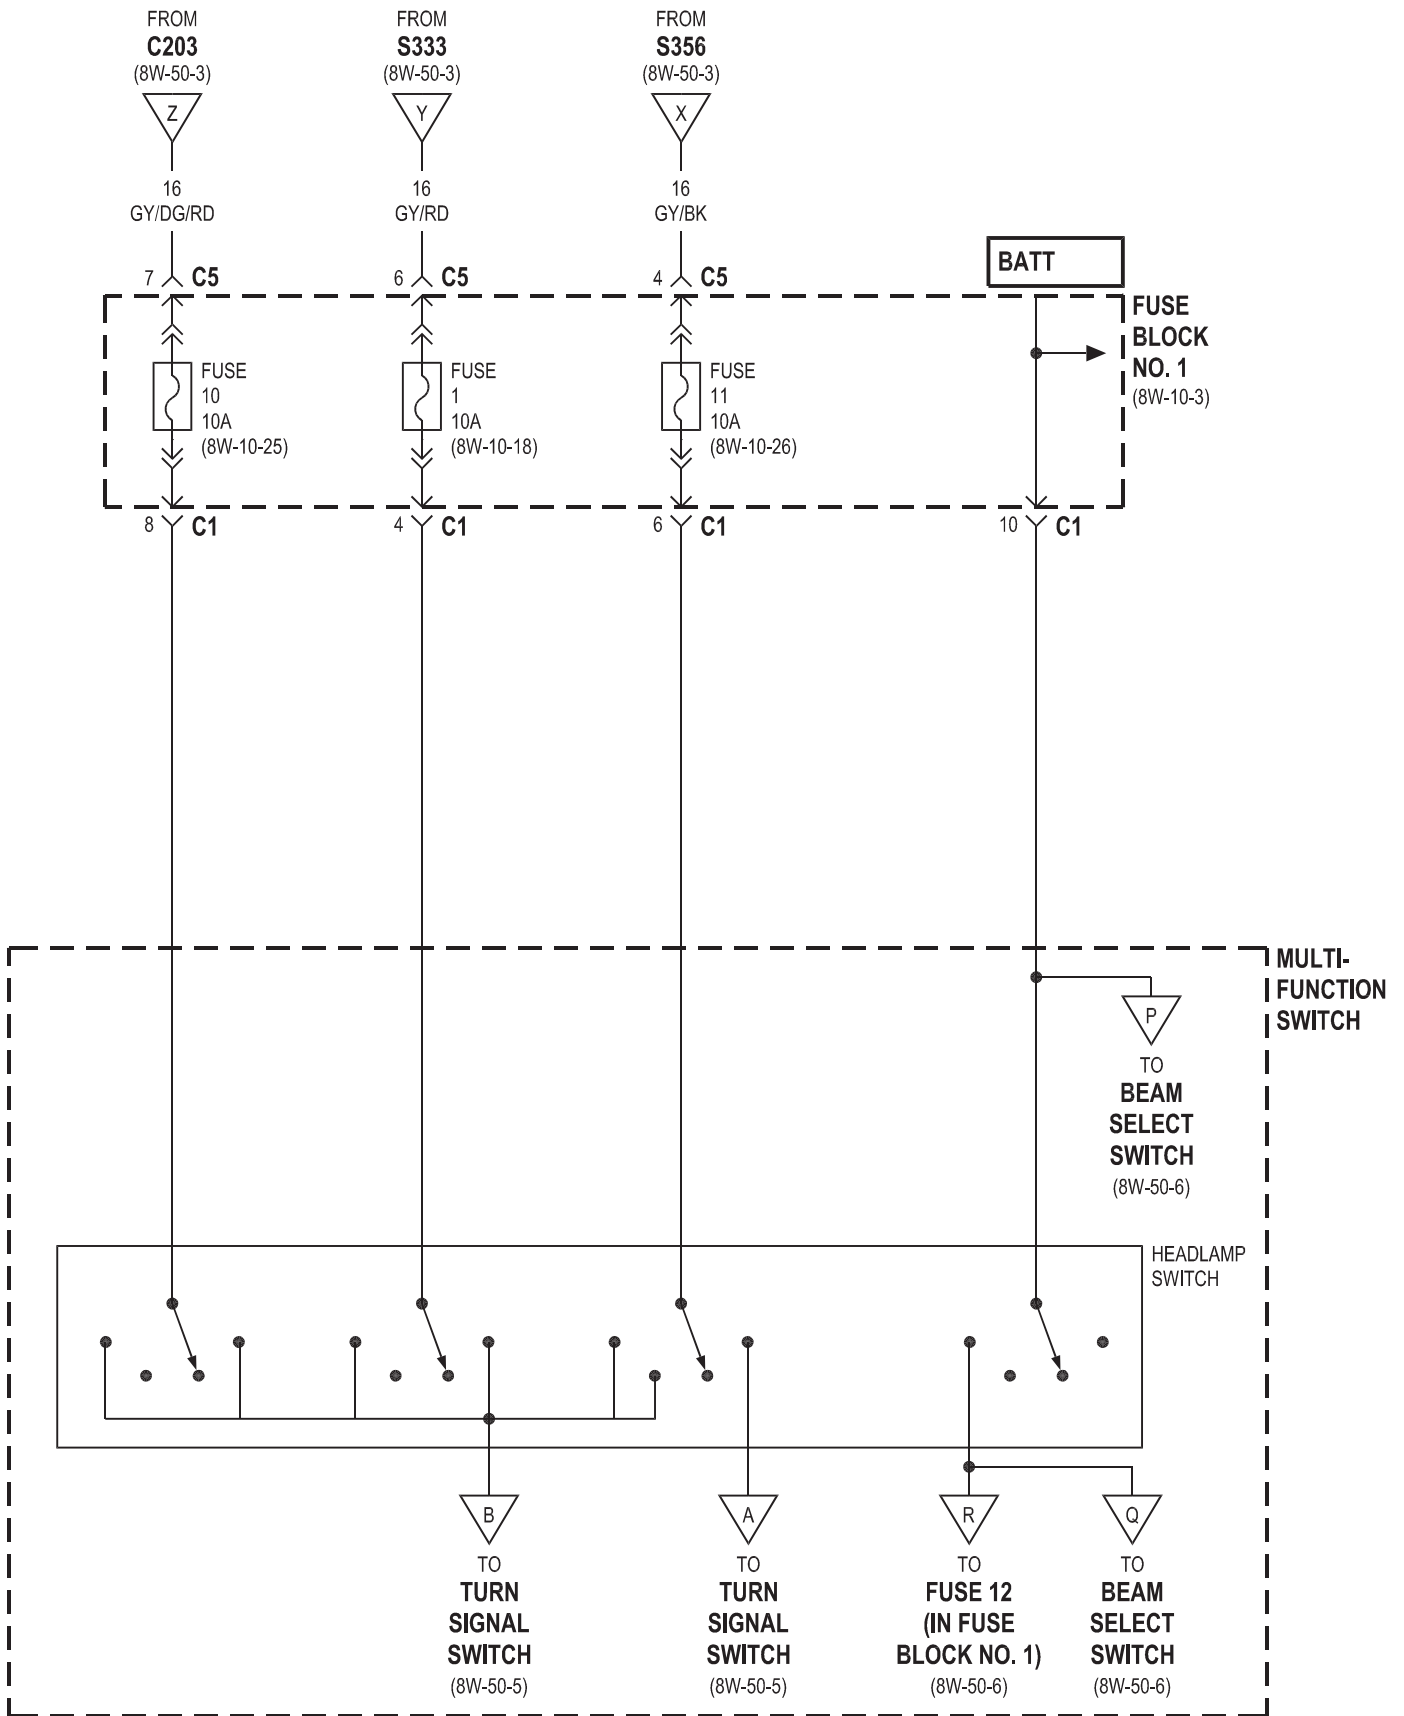 FROM
C203
(8W-50-3)
Z
16
GY/DG/RD
FROM
S333
(8W-50-3)
Y
16
GY/RD
FROM
S356
(8W-50-3)
X
16
GY/BK
BATT
7 C5
6 C5
4 C5
FUSE
BLOCK
NO. 1
(8W-10-3)
FUSE
10
10A
(8W-10-25)
FUSE
1
10A
(8W-10-18)
FUSE
11
10A
(8W-10-26)
8 C1
4 C1
6 C1
10 C1
MULTI-
FUNCTION
SWITCH
P
TO
BEAM
SELECT
SWITCH
(8W-50-6)
HEADLAMP
SWITCH
B
TO
TURN
SIGNAL
SWITCH
(8W-50-5)
A
TO
TURN
SIGNAL
SWITCH
(8W-50-5)
R
TO
FUSE 12
(IN FUSE
BLOCK NO. 1)
(8W-50-6)
Q
TO
BEAM
SELECT
SWITCH
(8W-50-6)